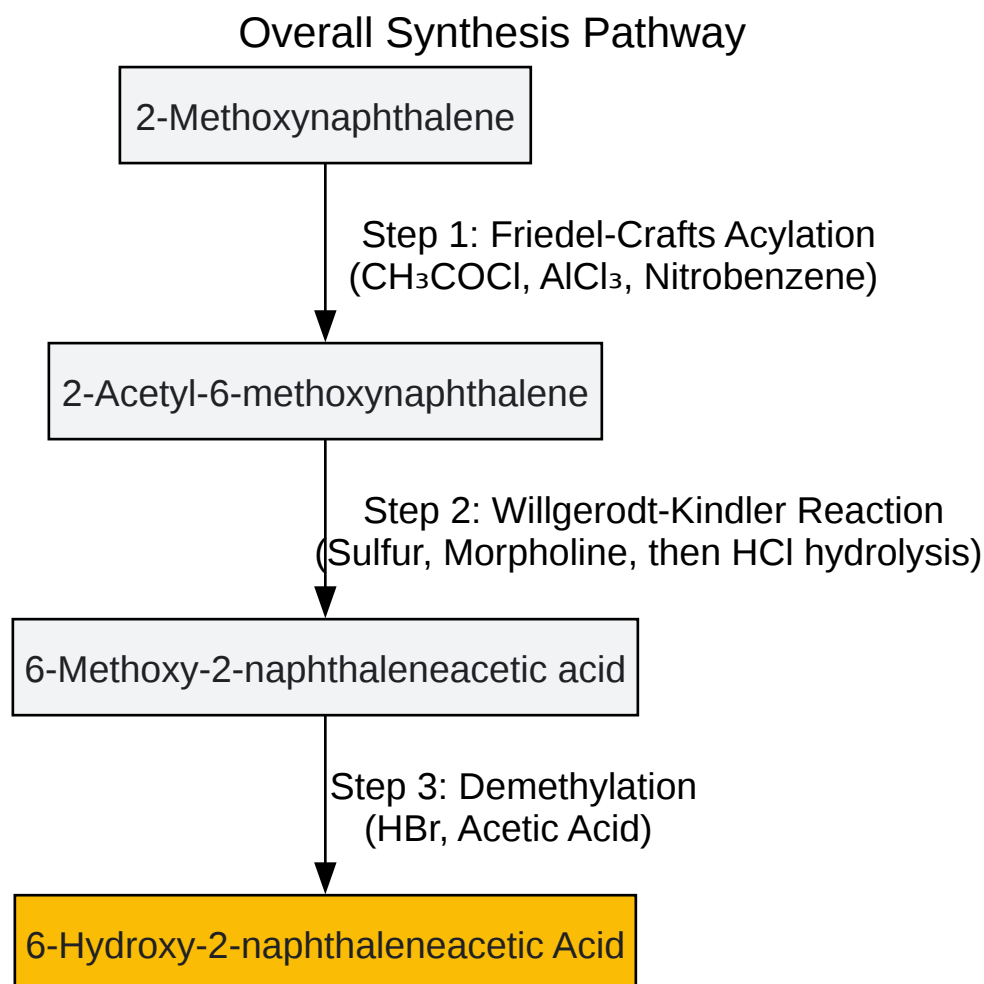 Overall Synthesis Pathway
2-Methoxynaphthalene
Step 1: Friedel-Crafts Acylation
(CH₃COCl, AlCl₃, Nitrobenzene)
2-Acetyl-6-methoxynaphthalene
Step 2: Willgerodt-Kindler Reaction
(Sulfur, Morpholine, then HCl hydrolysis)
6-Methoxy-2-naphthaleneacetic acid
Step 3: Demethylation
(HBr, Acetic Acid)
6-Hydroxy-2-naphthaleneacetic Acid